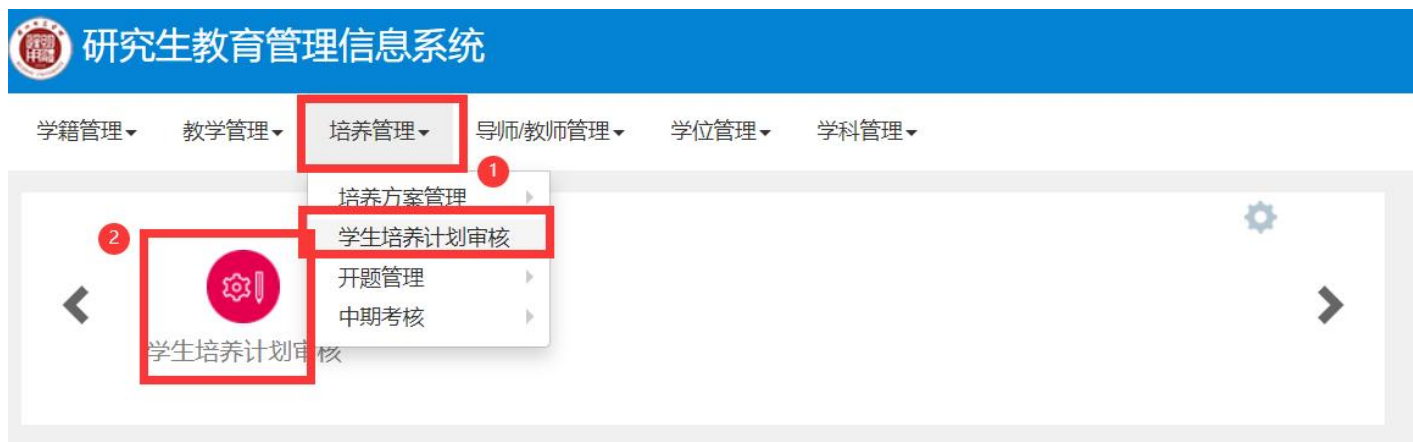 研究生教育管理信息系统
学籍管理 教学管理 培养管理 导师/教师管理 学位管理 学科管理
1
培养方案管理
2
学生培养计划审核
开题管理
中期考核
学生培养计划审核